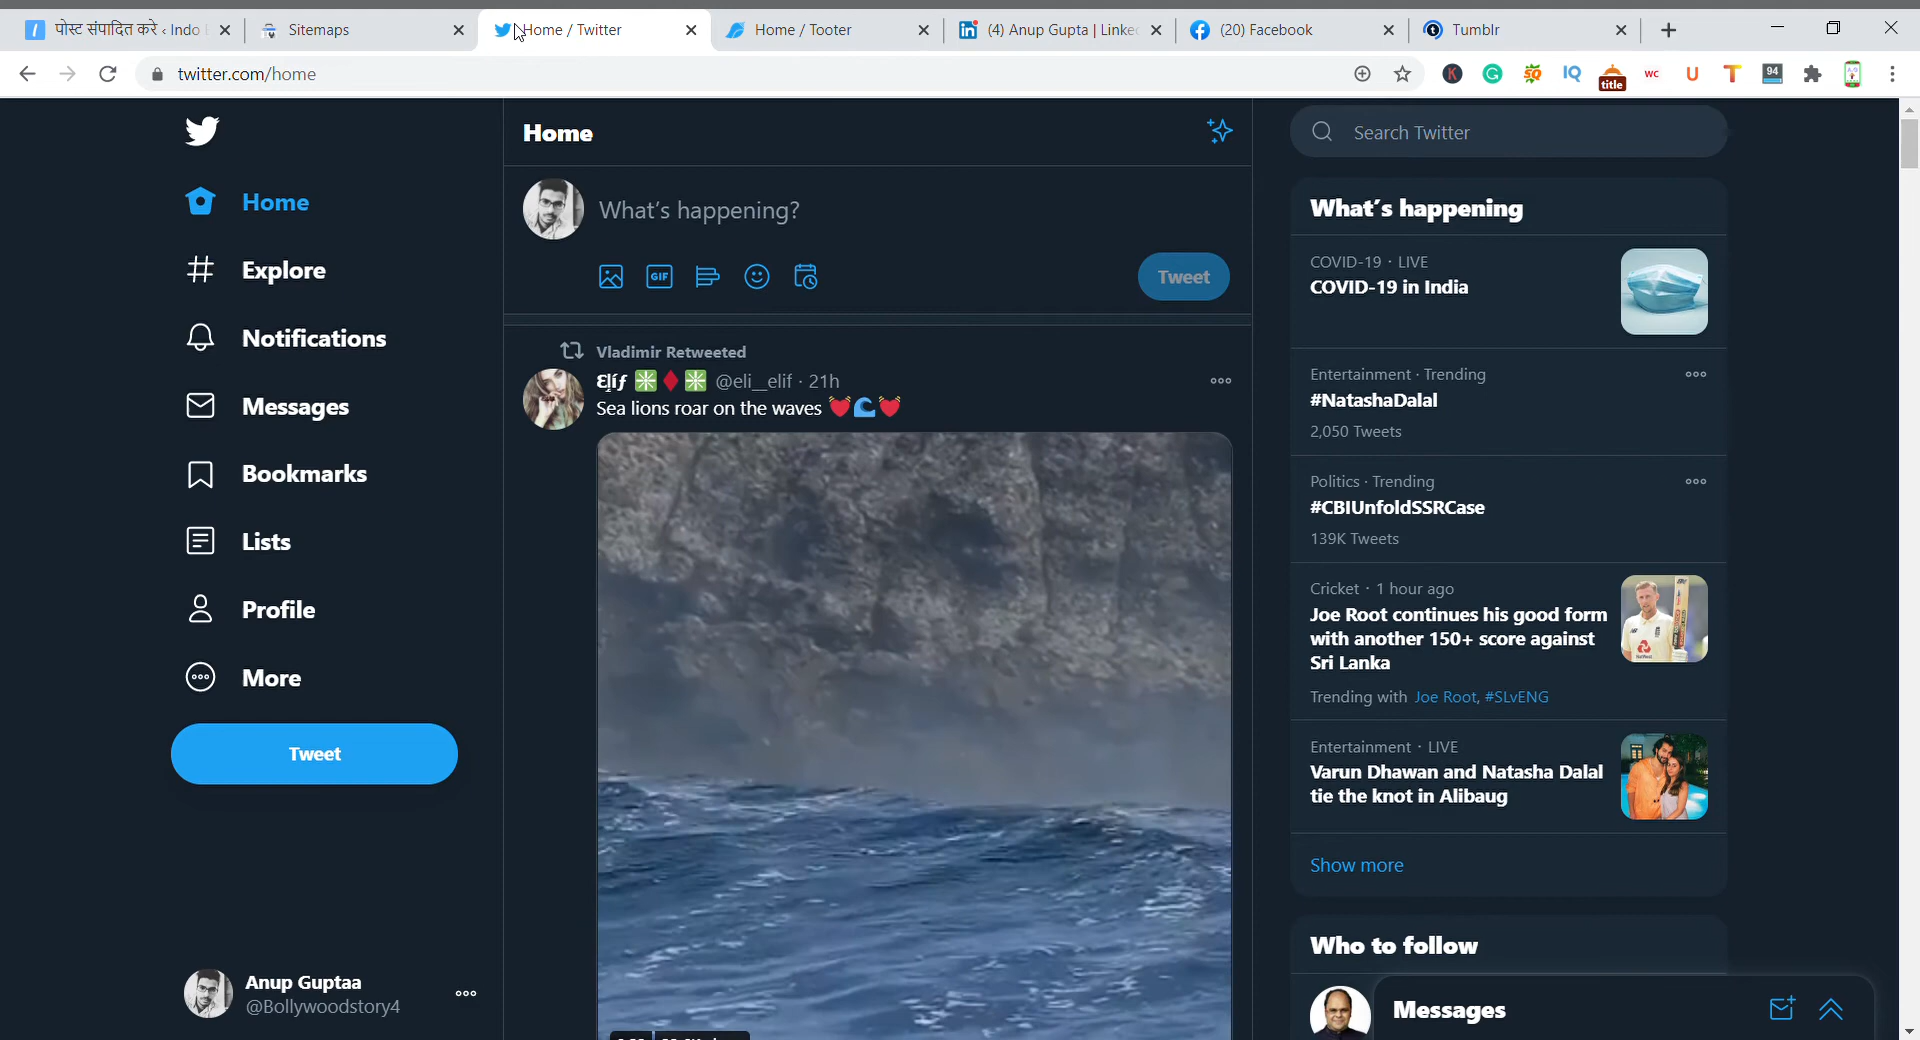 पोस्ट संपादित करे ‹ Indo
Sitemaps
Home / Twitter
Home / Tooter
(4) Anup Gupta | Linke
(20) Facebook
Tumblr
twitter.com/home
title
wc
94
Home
Explore
Notifications
Messages
Bookmarks
Lists
Profile
More
Tweet
Anup Guptaa
@Bollywoodstory4
Home
What's happening?
GIF
Tweet
Vladimir Retweeted
@eli__elif · 21h
Sea lions roar on the waves
Search Twitter
What's happening
COVID-19 · LIVE
COVID-19 in India
Entertainment · Trending
#NatashaDalal
2,050 Tweets
Politics · Trending
#CBIUnfoldSSRCase
139K Tweets
Cricket · 1 hour ago
Joe Root continues his good form
with another 150+ score against
Sri Lanka
Trending with Joe Root, #SLvENG
Entertainment · LIVE
Varun Dhawan and Natasha Dalal
tie the knot in Alibaug
Show more
Who to follow
Messages